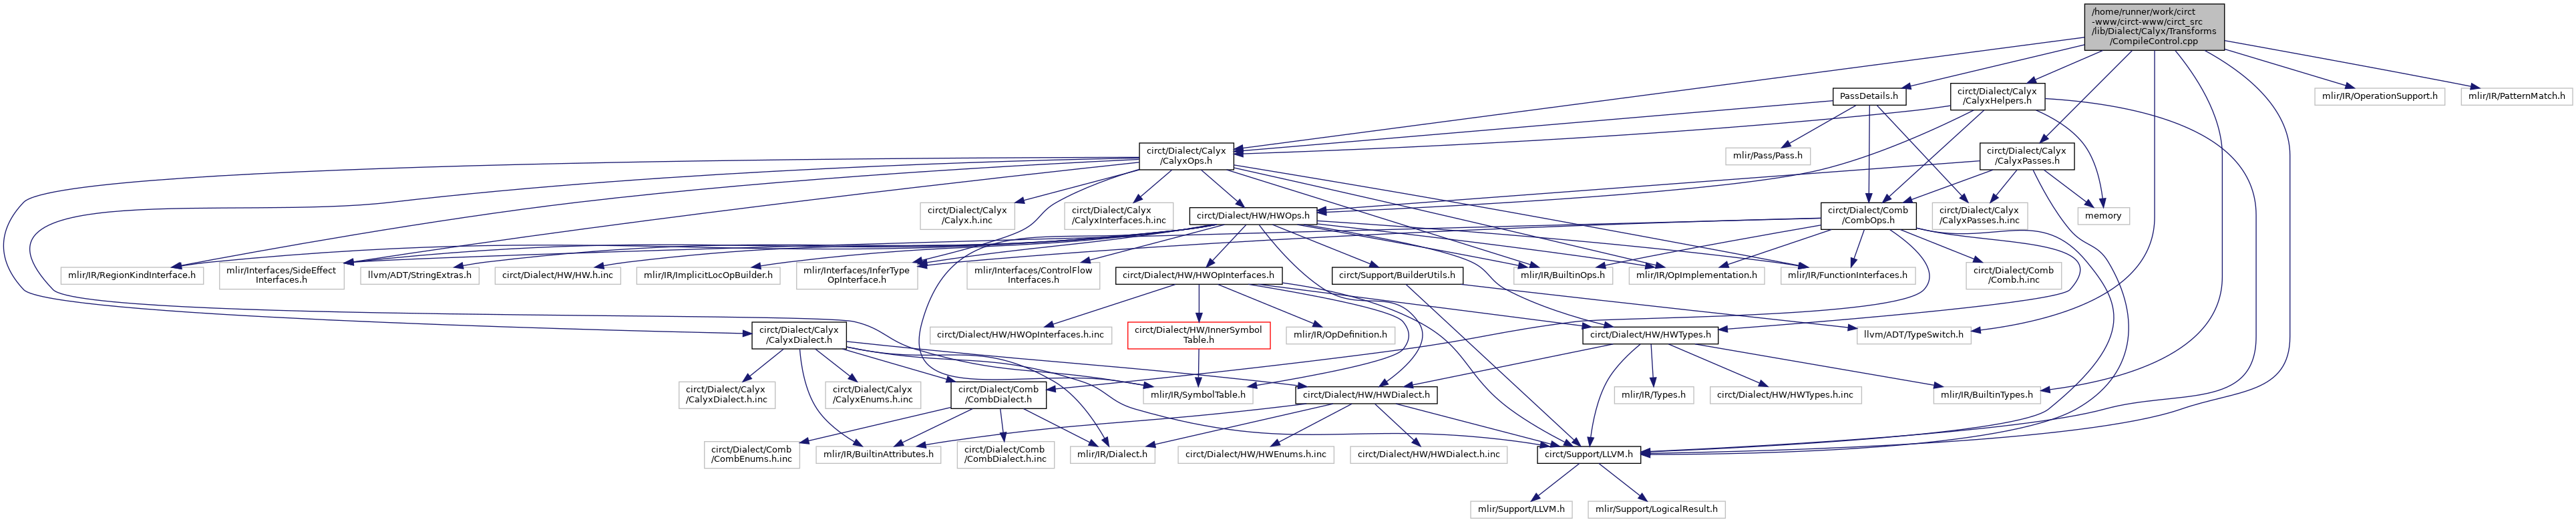 /home/runner/work/circt
-www/circt-www/circt_src
/lib/Dialect/Calyx/Transforms
/CompileControl.cpp
PassDetails.h
circt/Dialect/Calyx
/CalyxHelpers.h
mlir/IR/OperationSupport.h
mlir/IR/PatternMatch.h
circt/Dialect/Calyx
/CalyxOps.h
mlir/Pass/Pass.h
circt/Dialect/Calyx
/CalyxPasses.h
circt/Dialect/Calyx
/Calyx.h.inc
circt/Dialect/Calyx
/CalyxInterfaces.h.inc
circt/Dialect/HW/HWOps.h
circt/Dialect/Comb
/CombOps.h
circt/Dialect/Calyx
/CalyxPasses.h.inc
memory
mlir/IR/RegionKindInterface.h
mlir/Interfaces/SideEffect
Interfaces.h
llvm/ADT/StringExtras.h
circt/Dialect/HW/HW.h.inc
mlir/IR/ImplicitLocOpBuilder.h
mlir/Interfaces/InferType
OpInterface.h
mlir/Interfaces/ControlFlow
Interfaces.h
circt/Dialect/HW/HWOpInterfaces.h
circt/Support/BuilderUtils.h
mlir/IR/BuiltinOps.h
mlir/IR/OpImplementation.h
mlir/IR/FunctionInterfaces.h
circt/Dialect/Comb
/Comb.h.inc
circt/Dialect/Calyx
/CalyxDialect.h
circt/Dialect/HW/HWOpInterfaces.h.inc
circt/Dialect/HW/InnerSymbol
Table.h
mlir/IR/OpDefinition.h
circt/Dialect/HW/HWTypes.h
llvm/ADT/TypeSwitch.h
circt/Dialect/Calyx
/CalyxDialect.h.inc
circt/Dialect/Calyx
/CalyxEnums.h.inc
circt/Dialect/Comb
/CombDialect.h
mlir/IR/SymbolTable.h
circt/Dialect/HW/HWDialect.h
mlir/IR/Types.h
circt/Dialect/HW/HWTypes.h.inc
mlir/IR/BuiltinTypes.h
circt/Dialect/Comb
/CombEnums.h.inc
mlir/IR/BuiltinAttributes.h
circt/Dialect/Comb
/CombDialect.h.inc
mlir/IR/Dialect.h
circt/Dialect/HW/HWEnums.h.inc
circt/Dialect/HW/HWDialect.h.inc
circt/Support/LLVM.h
mlir/Support/LLVM.h
mlir/Support/LogicalResult.h